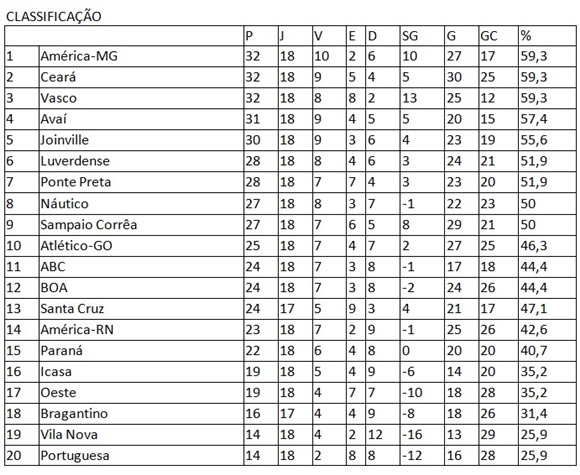 CLASSIFICAÇÃO
P J V E D SG G GC %
1 América-MG 32 18 10 2 6 10 27 17 59,3
2 Ceará 32 18 9 5 4 5 30 25 59,3
3 Vasco 32 18 8 8 2 13 25 12 59,3
4 Avaí 31 18 9 4 5 5 20 15 57,4
5 Joinville 30 18 9 3 6 4 23 19 55,6
6 Luverdense 28 18 8 4 6 3 24 21 51,9
7 Ponte Preta 28 18 7 7 4 3 23 20 51,9
8 Náutico 27 18 8 3 7 -1 22 23 50
9 Sampaio Corrêa 27 18 7 6 5 8 29 21 50
10 Atlético-GO 25 18 7 4 7 2 27 25 46,3
11 ABC 24 18 7 3 8 -1 17 18 44,4
12 BOA 24 18 7 3 8 -2 24 26 44,4
13 Santa Cruz 24 17 5 9 3 4 21 17 47,1
14 América-RN 23 18 7 2 9 -1 25 26 42,6
15 Paraná 22 18 6 4 8 0 20 20 40,7
16 Icasa 19 18 5 4 9 -6 14 20 35,2
17 Oeste 19 18 4 7 7 -10 18 28 35,2
18 Bragantino 16 17 4 4 9 -8 18 26 31,4
19 Vila Nova 14 18 4 2 12 -16 13 29 25,9
20 Portuguesa 14 18 2 8 8 -12 16 28 25,9